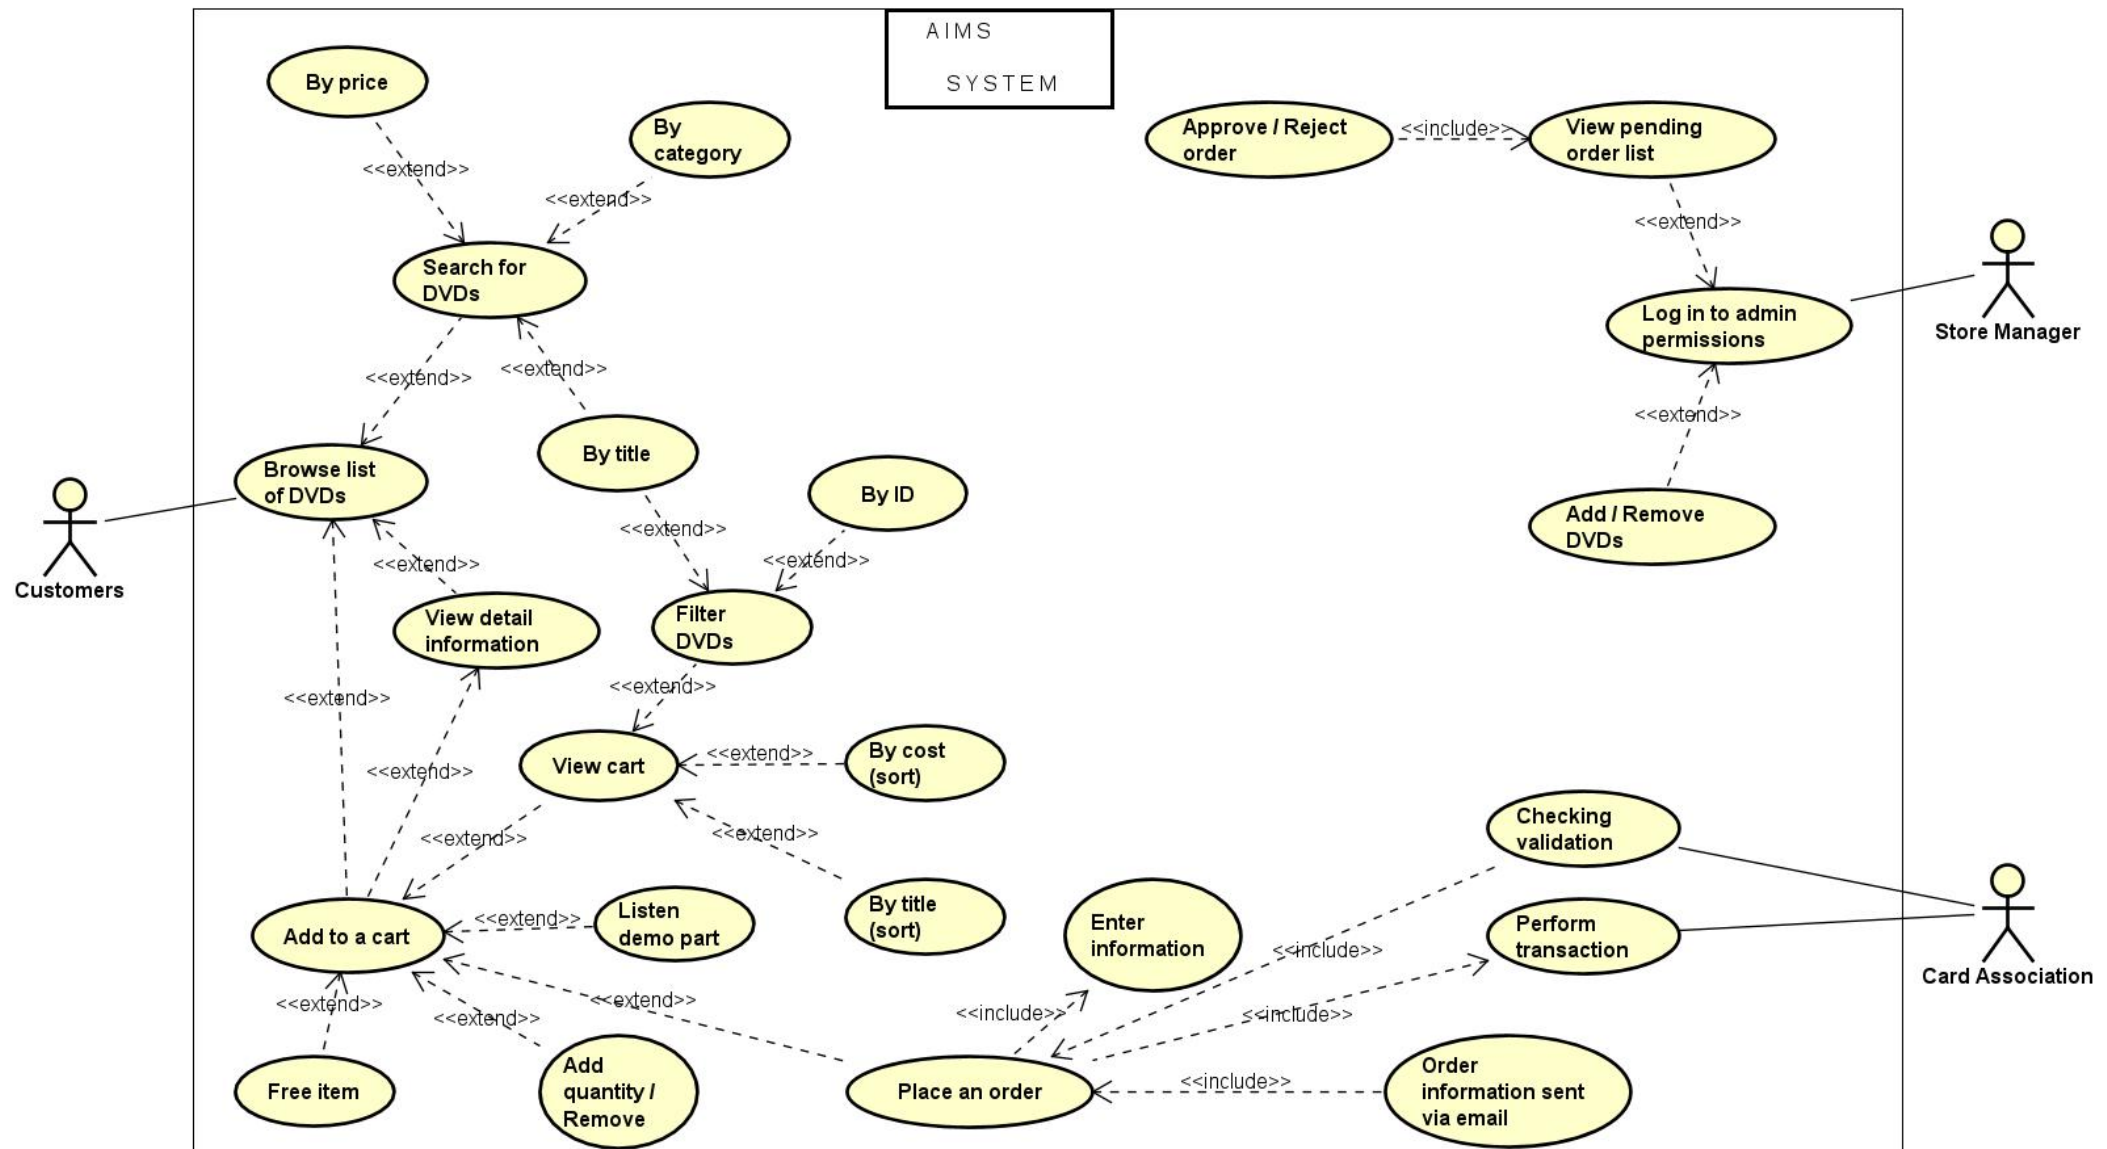 AIMS
SYSTEM
By price
By
category
<<extend>>
<<extend>>
Search for
DVDs
<<extend>>
<<extend>>
Browse list
of DVDs
By title
By ID
Customers
<<extend>>
<<extend>>
<<extend>>
View detail
information
Filter
DVDs
<<extend>>
<<extend>>
<<extend>>
View cart
<<extend>>
By cost
(sort)
<<extend>>
<<extend>>
Add to a cart
<<extend>>
Listen
demo part
By title
(sort)
<<extend>>
<<extend>>
<<extend>>
Free item
Add
quantity /
Remove
Place an order
Enter
information
<<include>>
<<include>>
<<include>>
<<include>>
Order
information sent
via email
Checking
validation
Perform
transaction
Card Association
Approve / Reject
order
<<include>>
View pending
order list
<<extend>>
Log in to admin
permissions
Store Manager
<<extend>>
Add / Remove
DVDs